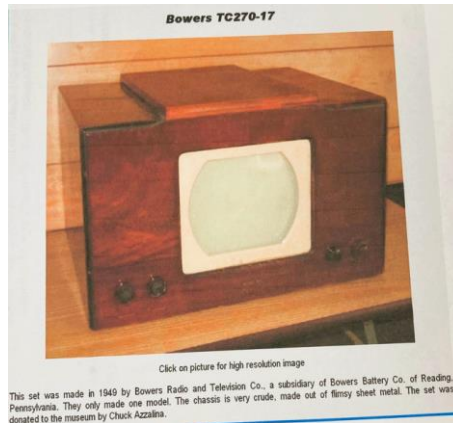 Bowers TC270-17
Click on picture for high resolution image
This set was made in 1949 by Bowers Radio and Television Co., a subsidiary of Bowers Battery Co. of Reading,
Pennsylvania. They only made one model. The chassis is very crude, made out of flimsy sheet metal. The set was
donated to the museum by Chuck Azzalina.